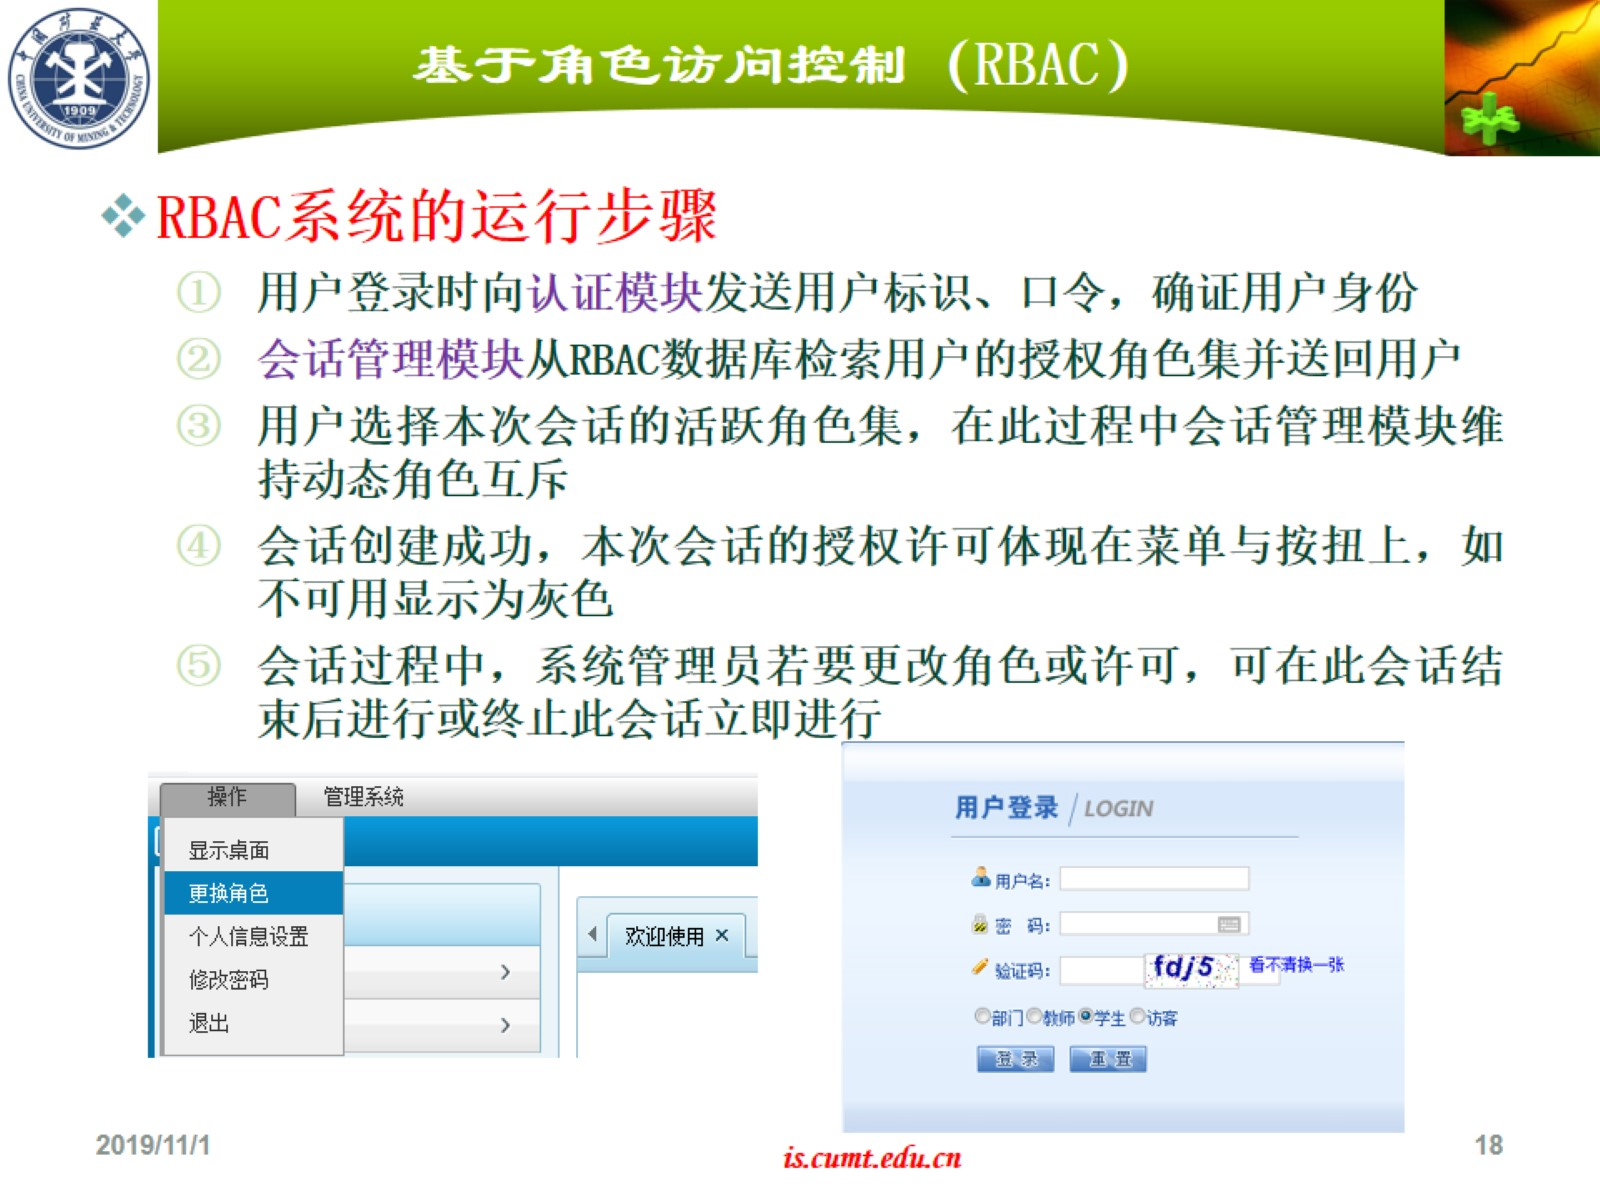 中国矿业大学
1909
CHINA UNIVERSITY OF MINING & TECHNOLOGY
基于角色访问控制（RBAC）
RBAC系统的运行步骤
① 用户登录时向认证模块发送用户标识、口令，确证用户身份
② 会话管理模块从RBAC数据库检索用户的授权角色集并送回用户
③ 用户选择本次会话的活跃角色集，在此过程中会话管理模块维
持动态角色互斥
④ 会话创建成功，本次会话的授权许可体现在菜单与按扭上，如
不可用显示为灰色
⑤ 会话过程中，系统管理员若要更改角色或许可，可在此会话结
束后进行或终止此会话立即进行
操作 管理系统
显示桌面
更换角色
个人信息设置
修改密码
退出
欢迎使用 ×
用户登录 / LOGIN
用户名:
密 码:
验证码: fdj5 看不清换一张
部门 教师 学生 访客
登 录 重 置
2019/11/1
is.cumt.edu.cn
18